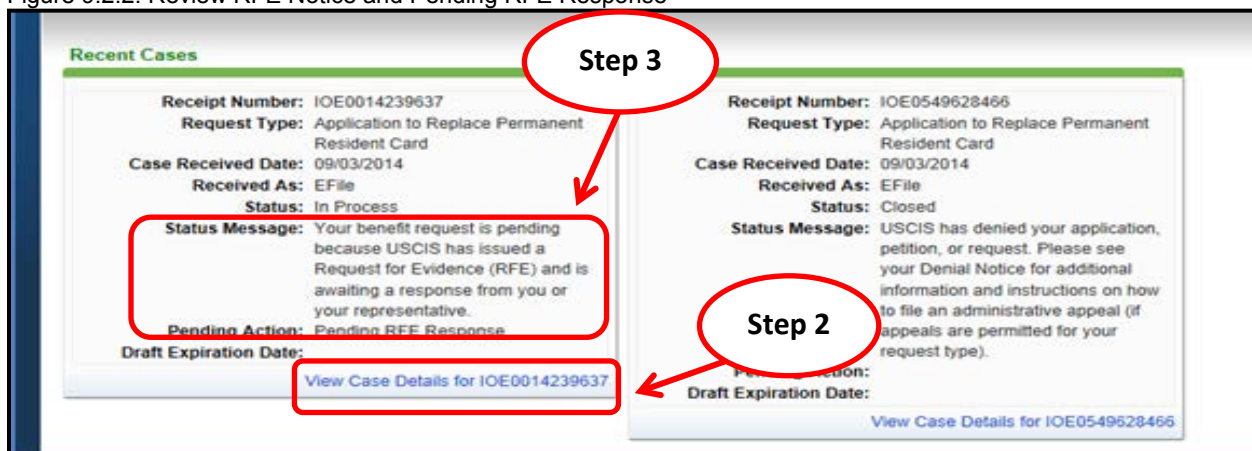 Figure 9.2.2: Review RFE Notice and Pending RFE Response
Recent Cases
Step 3
Receipt Number: IOE0014239637
Request Type: Application to Replace Permanent
Resident Card
Case Received Date: 09/03/2014
Received As: EFile
Status: In Process
Status Message: Your benefit request is pending
because USCIS has issued a
Request for Evidence (RFE) and is
awaiting a response from you or
your representative.
Pending Action: Pending RFE Response
Draft Expiration Date:
View Case Details for IOE0014239637
Receipt Number: IOE0549628466
Request Type: Application to Replace Permanent
Resident Card
Case Received Date: 09/03/2014
Received As: EFile
Status: Closed
Status Message: USCIS has denied your application,
petition, or request. Please see
your Denial Notice for additional
information and instructions on how
to file an administrative appeal (if
appeals are permitted for your
request type).
Draft Expiration Date:
View Case Details for IOE0549628466
Step 2